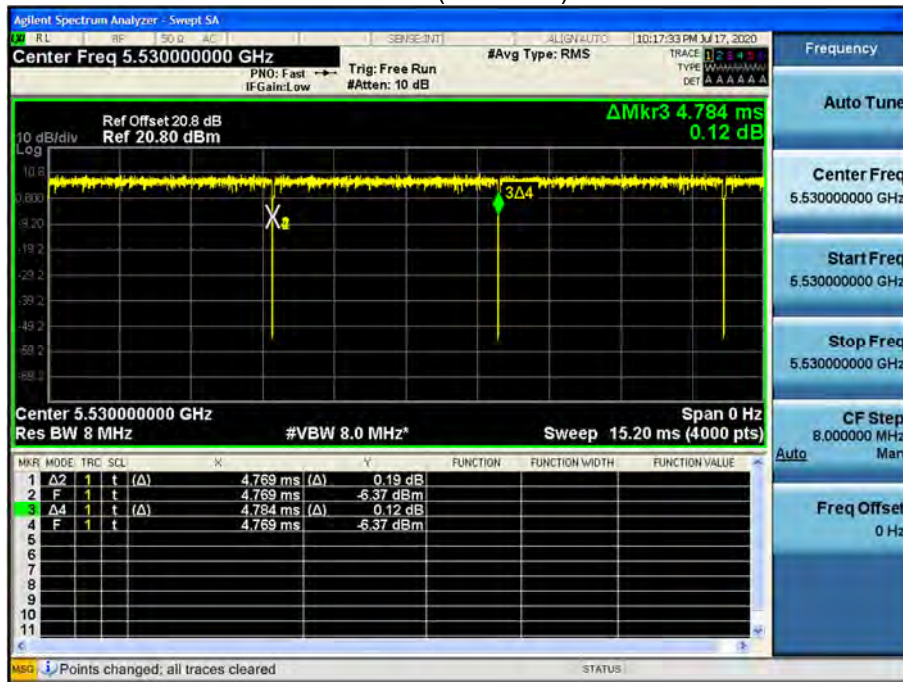 Agilent Spectrum Analyzer - Swept SA
RL RF 50 Ω AC SENSE:INT ALIGNAUTO 10:17:33 PM Jul 17, 2020
Center Freq 5.530000000 GHz
PNO: Fast
IFGain:Low
Trig: Free Run
#Atten: 10 dB
#Avg Type: RMS
TRACE 1 2 3 4 5 6
TYPE
DET A A A A A A
ΔMkr3 4.784 ms
0.12 dB
Ref Offset 20.8 dB
10 dB/div Ref 20.80 dBm
Log
10.8
0.800
-9.20
-19.2
-29.2
-39.2
-49.2
-59.2
-69.2
3Δ4
Center 5.530000000 GHz Span 0 Hz
Res BW 8 MHz #VBW 8.0 MHz* Sweep 15.20 ms (4000 pts)
MKR MODE TRC SCL X Y FUNCTION FUNCTION WIDTH FUNCTION VALUE
1 Δ2 1 t (Δ) 4.769 ms (Δ) 0.19 dB
2 F 1 t 4.769 ms -6.37 dBm
3 Δ4 1 t (Δ) 4.784 ms (Δ) 0.12 dB
4 F 1 t 4.769 ms -6.37 dBm
5
6
7
8
9
10
11
MSG Points changed; all traces cleared STATUS
Frequency
Auto Tune
Center Freq
5.530000000 GHz
Start Freq
5.530000000 GHz
Stop Freq
5.530000000 GHz
CF Step
8.000000 MHz
Auto Man
Freq Offset
0 Hz